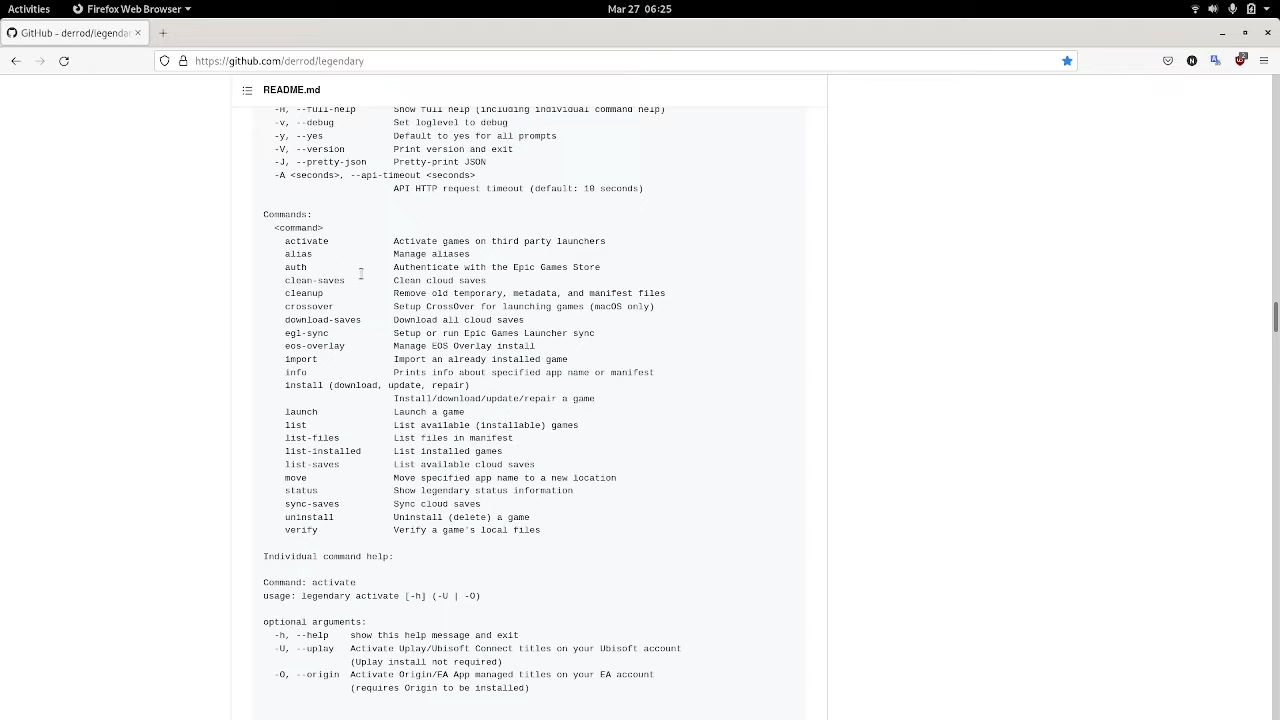 Activities
Firefox Web Browser
Mar 27 06:25
GitHub - derrod/legendar
https://github.com/derrod/legendary
README.md
-H, --full-help Show full help (including individual command help)
-v, --debug Set loglevel to debug
-y, --yes Default to yes for all prompts
-V, --version Print version and exit
-J, --pretty-json Pretty-print JSON
-A <seconds>, --api-timeout <seconds>
API HTTP request timeout (default: 10 seconds)
Commands:
<command>
activate Activate games on third party launchers
alias Manage aliases
auth Authenticate with the Epic Games Store
clean-saves Clean cloud saves
cleanup Remove old temporary, metadata, and manifest files
crossover Setup CrossOver for launching games (macOS only)
download-saves Download all cloud saves
egl-sync Setup or run Epic Games Launcher sync
eos-overlay Manage EOS Overlay install
import Import an already installed game
info Prints info about specified app name or manifest
install (download, update, repair)
Install/download/update/repair a game
launch Launch a game
list List available (installable) games
list-files List files in manifest
list-installed List installed games
list-saves List available cloud saves
move Move specified app name to a new location
status Show legendary status information
sync-saves Sync cloud saves
uninstall Uninstall (delete) a game
verify Verify a game's local files
Individual command help:
Command: activate
usage: legendary activate [-h] (-U | -O)
optional arguments:
-h, --help show this help message and exit
-U, --uplay Activate Uplay/Ubisoft Connect titles on your Ubisoft account
(Uplay install not required)
-O, --origin Activate Origin/EA App managed titles on your EA account
(requires Origin to be installed)